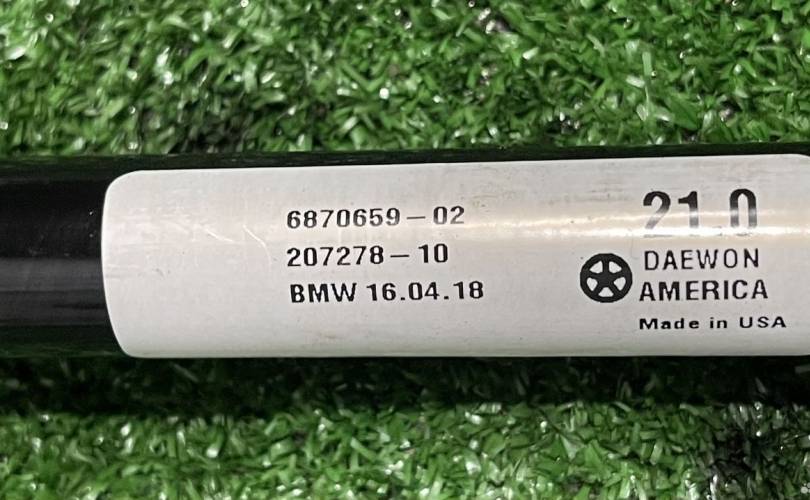 6870659-02
207278-10
BMW 16.04.18
21.0
DAEWON
AMERICA
Made in USA